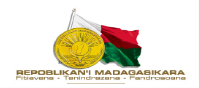 REPOBLIKAN'I MADAGASIKARA
Fitiavana - Tanindrazana - Fandrosoana